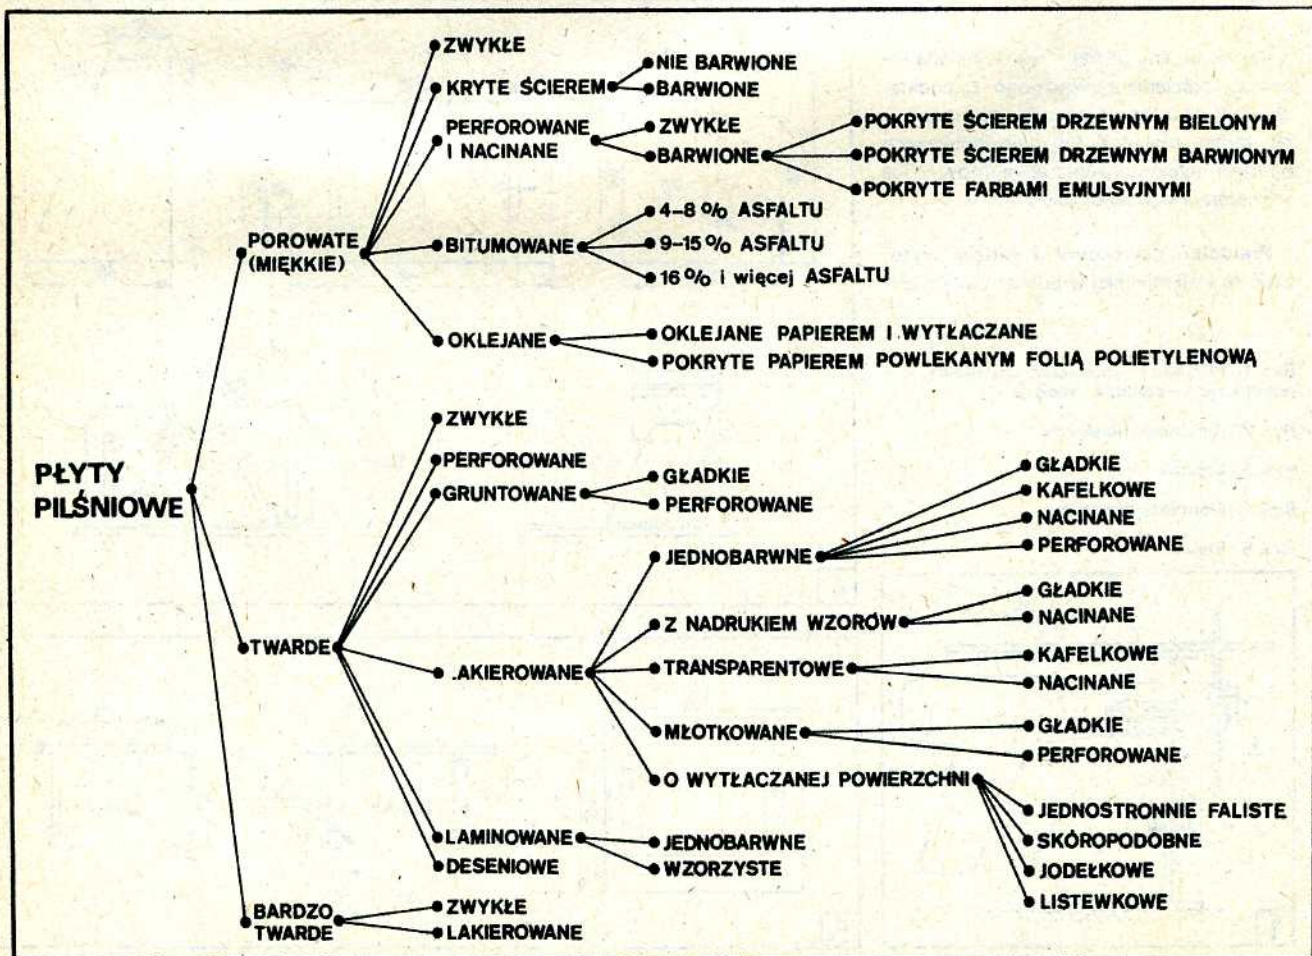 PŁYTY
PILŚNIOWE
POROWATE
(MIĘKKIE)
ZWYKŁE
KRYTE ŚCIEREM
NIE BARWIONE
BARWIONE
PERFOROWANE
I NACINANE
ZWYKŁE
BARWIONE
POKRYTE ŚCIEREM DRZEWNYM BIELONYM
POKRYTE ŚCIEREM DRZEWNYM BARWIONYM
POKRYTE FARBAMI EMULSYJNYMI
BITUMOWANE
4-8% ASFALTU
9-15% ASFALTU
16% i więcej ASFALTU
OKLEJANE
OKLEJANE PAPIEREM I WYTŁACZANE
POKRYTE PAPIEREM POWLEKANYM FOLIĄ POLIETYLENOWĄ
TWARDE
ZWYKŁE
PERFOROWANE
GRUNTOWANE
GŁADKIE
PERFOROWANE
.AKIEROWANE
JEDNOBARWNE
GŁADKIE
KAFELKOWE
NACINANE
PERFOROWANE
Z NADRUKIEM WZORÓW
GŁADKIE
NACINANE
TRANSPARENTOWE
KAFELKOWE
NACINANE
MŁOTKOWANE
GŁADKIE
PERFOROWANE
O WYTŁACZANEJ POWIERZCHNI
JEDNOSTRONNIE FALISTE
SKÓROPODOBNE
JODEŁKOWE
LISTEWKOWE
LAMINOWANE
JEDNOBARWNE
WZORZYSTE
DESENIOWE
BARDZO
TWARDE
ZWYKŁE
LAKIEROWANE